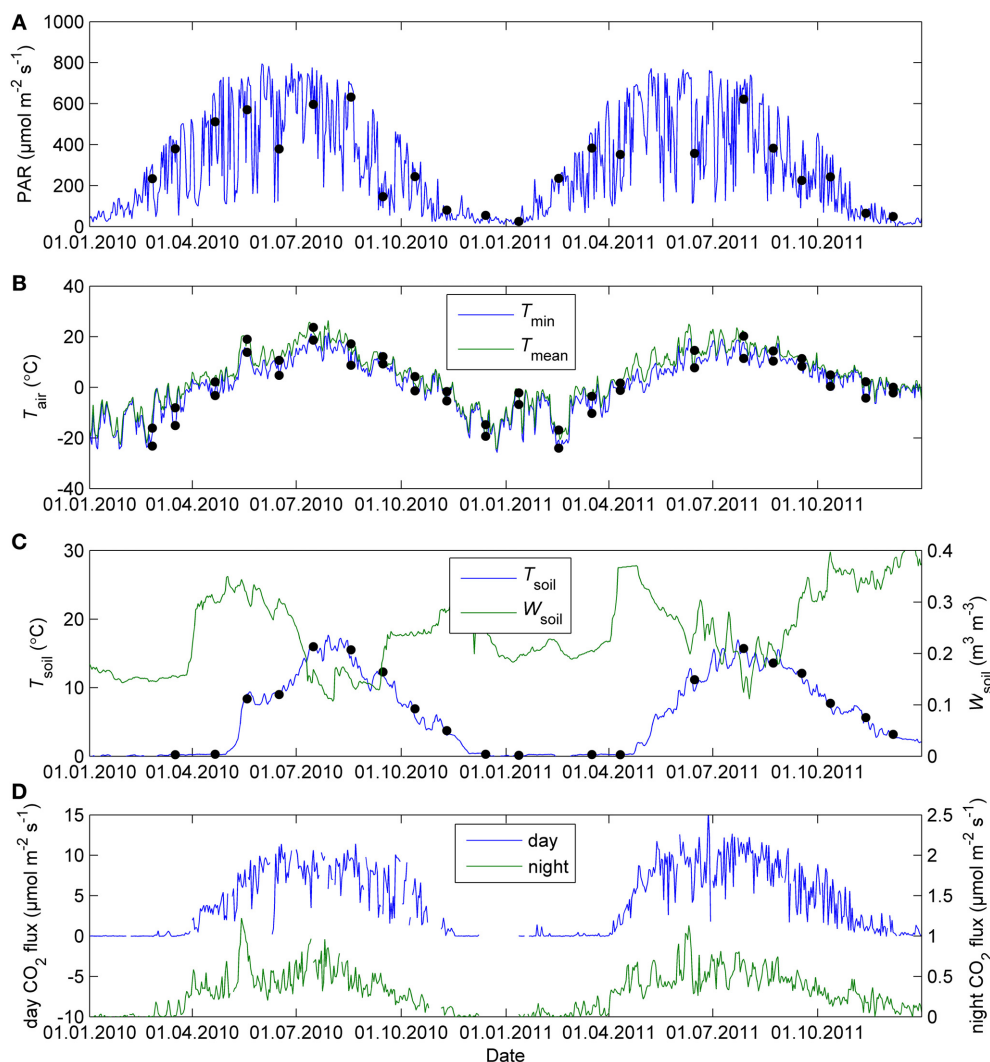 A
1000
800
600
400
200
0
PAR (µmol m⁻² s⁻¹)
01.01.2010 01.04.2010 01.07.2010 01.10.2010 01.01.2011 01.04.2011 01.07.2011 01.10.2011
B
40
20
0
-20
-40
T_air (°C)
T_min
T_mean
01.01.2010 01.04.2010 01.07.2010 01.10.2010 01.01.2011 01.04.2011 01.07.2011 01.10.2011
C
30
20
10
0
T_soil (°C)
T_soil
W_soil
0.4
0.3
0.2
0.1
0
W_soil (m³ m⁻³)
01.01.2010 01.04.2010 01.07.2010 01.10.2010 01.01.2011 01.04.2011 01.07.2011 01.10.2011
D
15
10
5
0
-5
-10
day CO₂ flux (µmol m⁻² s⁻¹)
day
night
2.5
2
1.5
1
0.5
0
night CO₂ flux (µmol m⁻² s⁻¹)
01.01.2010 01.04.2010 01.07.2010 01.10.2010 01.01.2011 01.04.2011 01.07.2011 01.10.2011
Date